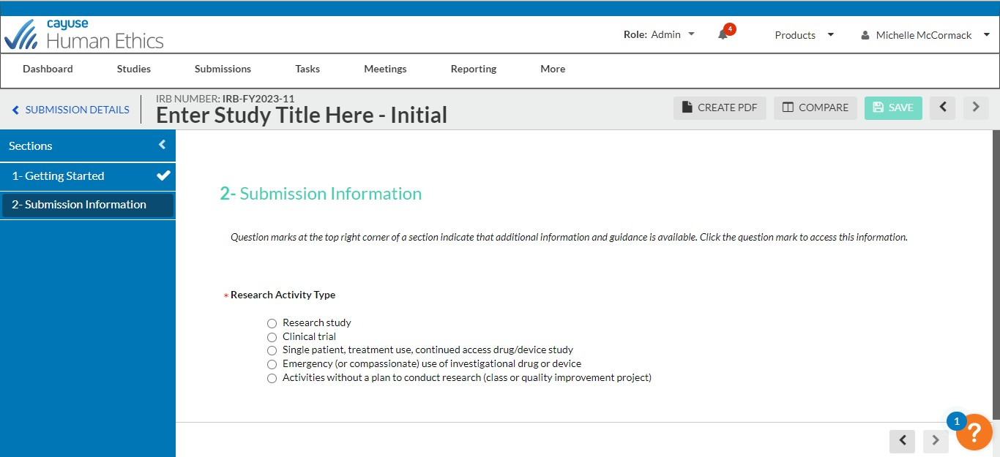 cayuse
Human Ethics
Role: Admin
4
Products
Michelle McCormack
Dashboard
Studies
Submissions
Tasks
Meetings
Reporting
More
SUBMISSION DETAILS
IRB NUMBER: IRB-FY2023-11
Enter Study Title Here - Initial
CREATE PDF
COMPARE
SAVE
Sections
1- Getting Started
2- Submission Information
2- Submission Information
Question marks at the top right corner of a section indicate that additional information and guidance is available. Click the question mark to access this information.
* Research Activity Type
Research study
Clinical trial
Single patient, treatment use, continued access drug/device study
Emergency (or compassionate) use of investigational drug or device
Activities without a plan to conduct research (class or quality improvement project)
1
?